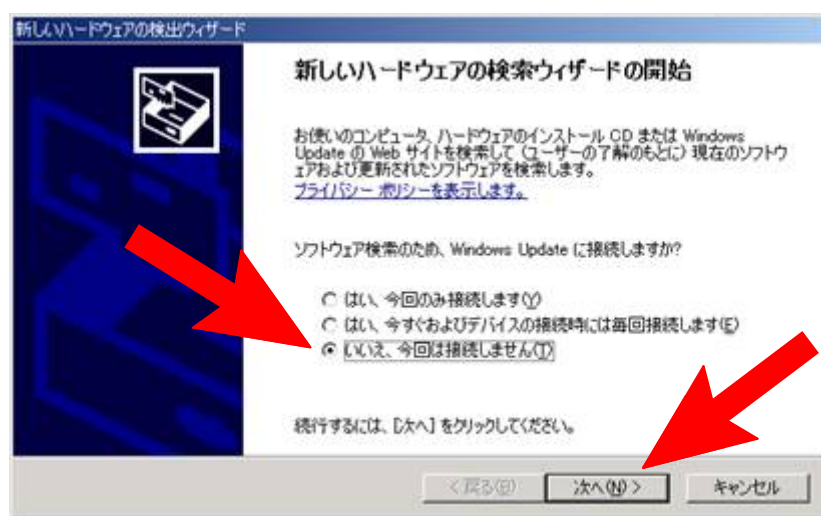 新しいハードウェアの検出ウィザード
新しいハードウェアの検索ウィザードの開始
お使いのコンピュータ、ハードウェアのインストール CD または Windows
Update の Web サイトを検索して（ユーザーの了解のもとに）現在のソフトウ
ェアおよび更新されたソフトウェアを検索します。
プライバシー ポリシーを表示します。
ソフトウェア検索のため、Windows Update に接続しますか?
はい、今回のみ接続します(Y)
はい、今すぐおよびデバイスの接続時には毎回接続します(E)
いいえ、今回は接続しません(T)
続行するには、[次へ] をクリックしてください。
< 戻る(B)
次へ(N) >
キャンセル